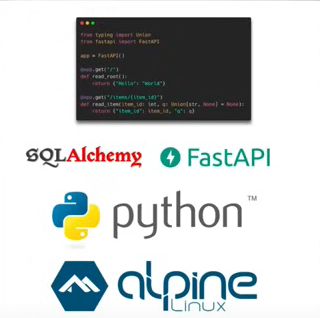 from typing import Union
from fastapi import FastAPI
app = FastAPI()
@app.get("/")
def read_root():
return {"Hello": "World"}
@app.get("/items/{item_id}")
def read_item(item_id: int, q: Union[str, None] = None):
return {"item_id": item_id, "q": q}
SQLAlchemy FastAPI
python™
alpine
Linux